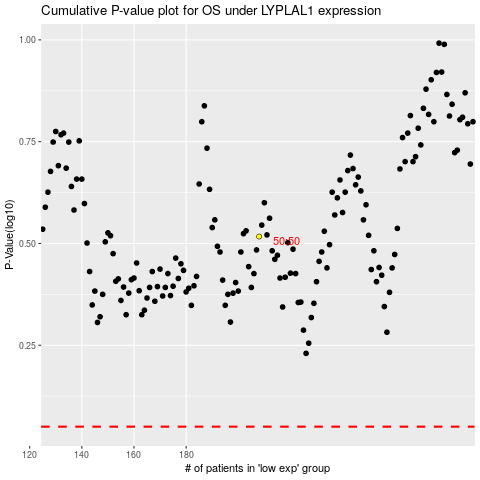 Cumulative P-value plot for OS under LYPLAL1 expression
P-Value(log10)
1.00
0.75
0.50
0.25
50:50
120 140 160 180
# of patients in 'low exp' group